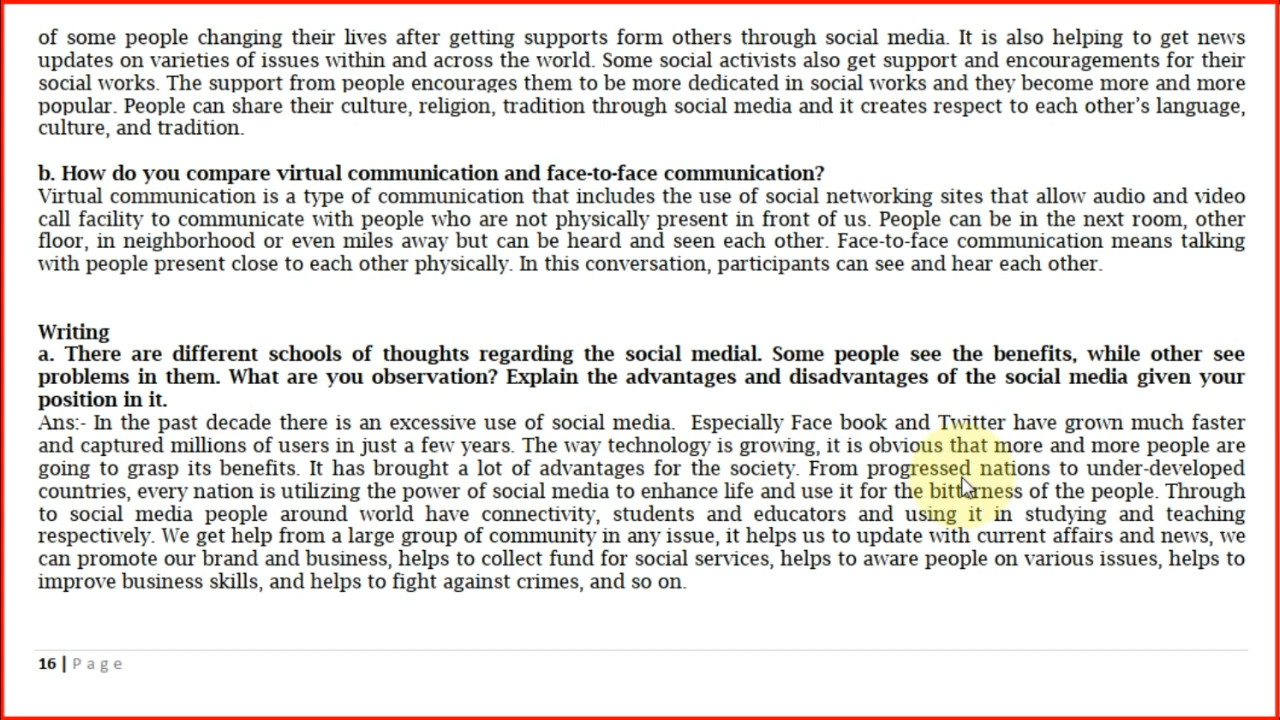 of some people changing their lives after getting supports form others through social media. It is also helping to get news
updates on varieties of issues within and across the world. Some social activists also get support and encouragements for their
social works. The support from people encourages them to be more dedicated in social works and they become more and more
popular. People can share their culture, religion, tradition through social media and it creates respect to each other's language,
culture, and tradition.
b. How do you compare virtual communication and face-to-face communication?
Virtual communication is a type of communication that includes the use of social networking sites that allow audio and video
call facility to communicate with people who are not physically present in front of us. People can be in the next room, other
floor, in neighborhood or even miles away but can be heard and seen each other. Face-to-face communication means talking
with people present close to each other physically. In this conversation, participants can see and hear each other.
Writing
a. There are different schools of thoughts regarding the social medial. Some people see the benefits, while other see
problems in them. What are you observation? Explain the advantages and disadvantages of the social media given your
position in it.
Ans:- In the past decade there is an excessive use of social media. Especially Face book and Twitter have grown much faster
and captured millions of users in just a few years. The way technology is growing, it is obvious that more and more people are
going to grasp its benefits. It has brought a lot of advantages for the society. From progressed nations to under-developed
countries, every nation is utilizing the power of social media to enhance life and use it for the bitterness of the people. Through
to social media people around world have connectivity, students and educators and using it in studying and teaching
respectively. We get help from a large group of community in any issue, it helps us to update with current affairs and news, we
can promote our brand and business, helps to collect fund for social services, helps to aware people on various issues, helps to
improve business skills, and helps to fight against crimes, and so on.
16 | Page